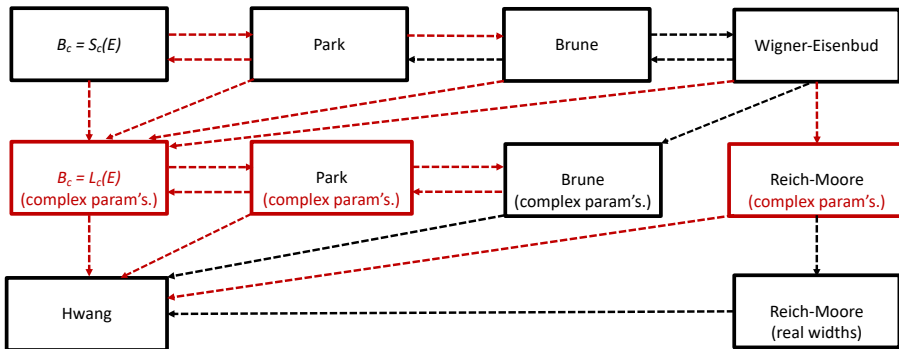 B_c = S_c(E)
Park
Brune
Wigner-Eisenbud
B_c = L_c(E)
(complex param's.)
Park
(complex param's.)
Brune
(complex param's.)
Reich-Moore
(complex param's.)
Hwang
Reich-Moore
(real widths)